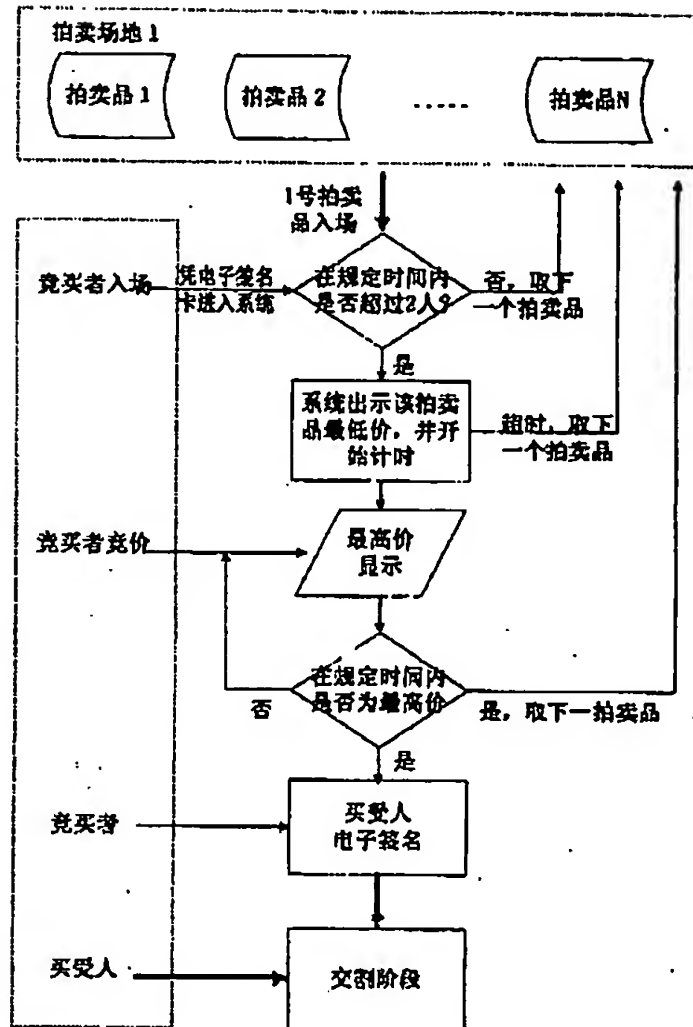 拍卖场地1
拍卖品1
拍卖品2
.....
拍卖品N
1号拍卖
品入场
竞买者入场
凭电子签名
卡进入系统
在规定时间内
是否超过2人?
否，取下
一个拍卖品
是
系统出示该拍卖
品最低价，并开
始计时
超时，取下
一个拍卖品
竞买者竞价
最高价
显示
在规定时间内
是否为最高价
否
是，取下一拍卖品
是
竞买者
买受人
电子签名
买受人
交割阶段